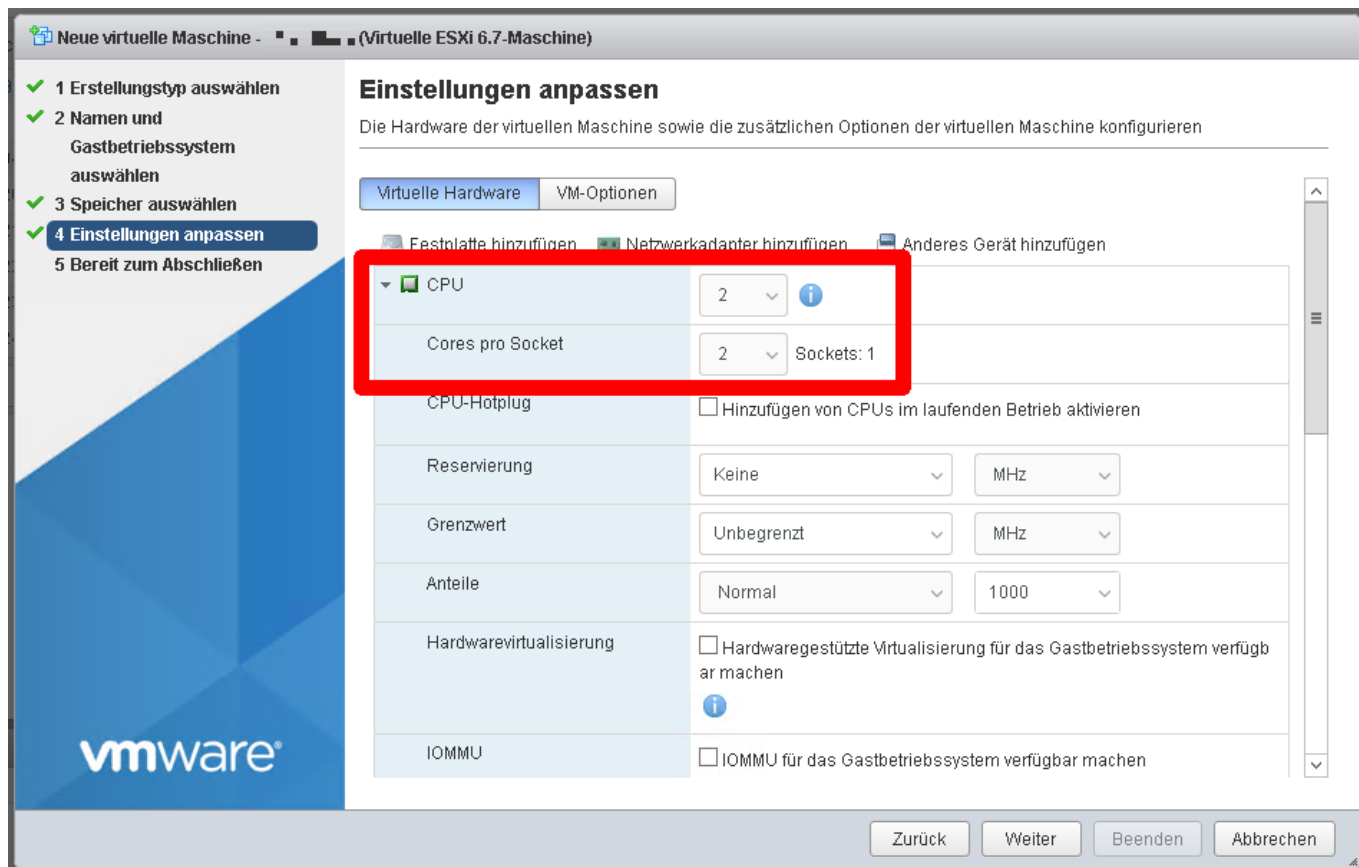 Neue virtuelle Maschine - (Virtuelle ESXi 6.7-Maschine)
1 Erstellungstyp auswählen
2 Namen und
Gastbetriebssystem
auswählen
3 Speicher auswählen
4 Einstellungen anpassen
5 Bereit zum Abschließen
vmware®
Einstellungen anpassen
Die Hardware der virtuellen Maschine sowie die zusätzlichen Optionen der virtuellen Maschine konfigurieren
Virtuelle Hardware VM-Optionen
Festplatte hinzufügen Netzwerkadapter hinzufügen Anderes Gerät hinzufügen
CPU 2
Cores pro Socket 2 Sockets: 1
CPU-Hotplug Hinzufügen von CPUs im laufenden Betrieb aktivieren
Reservierung Keine MHz
Grenzwert Unbegrenzt MHz
Anteile Normal 1000
Hardwarevirtualisierung Hardwaregestützte Virtualisierung für das Gastbetriebssystem verfügb
ar machen
IOMMU IOMMU für das Gastbetriebssystem verfügbar machen
Zurück Weiter Beenden Abbrechen